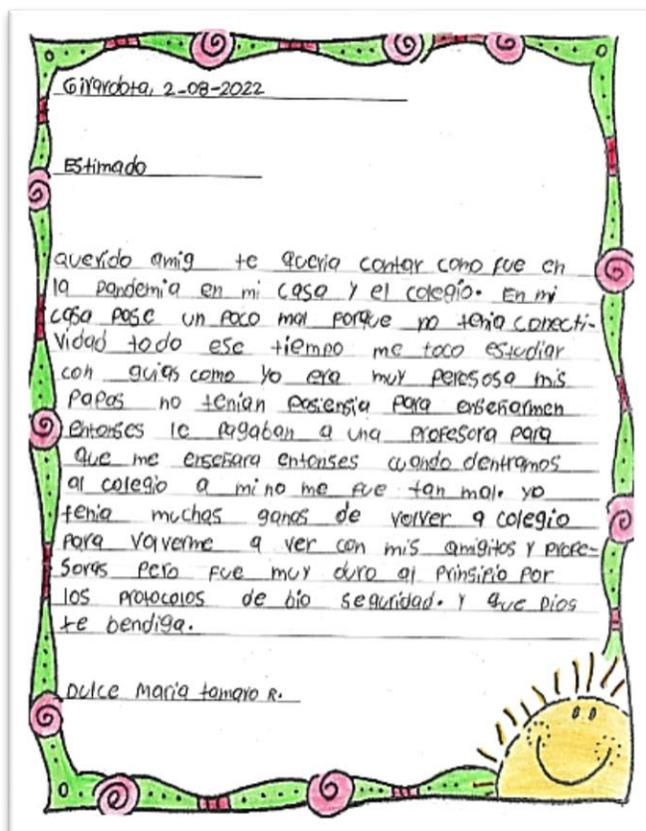 Girardota, 2-08-2022
Estimado
querido amig te queria contar como fue en
la pandemia en mi casa y el colegio. En mi
casa pase un poco mal porque no tenia conecti-
vidad todo ese tiempo me toco estudiar
con guias como yo era muy peresosa mis
papas no tenian pasiensia para enseñarmen
entonses le pagaban a una profesora para
que me enseñara entonses cuando dentramos
al colegio a mi no me fue tan mal. yo
tenia muchas ganas de volver a colegio
para volverme a ver con mis amigitos y profe-
soras pero fue muy duro al prinsipio por
los protocolos de bio seguridad. y que Dios
te bendiga.
Dulce Maria tamayo R.